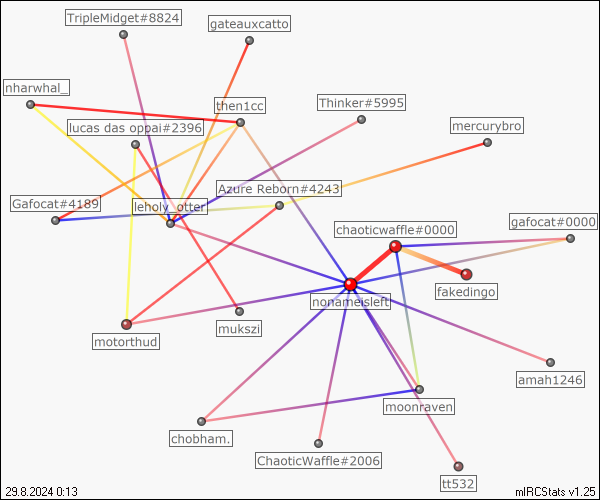 TripleMidget#8824
gateauxcatto
nharwhal_
then1cc
Thinker#5995
lucas das oppai#2396
mercurybro
Azure Reborn#4243
Gafocat#4189
leholy_otter
gafocat#0000
chaoticwaffle#0000
fakedingo
nonameisleft
motorthud
mukszi
amah1246
moonraven
chobham.
ChaoticWaffle#2006
tt532
29.8.2024 0:13
mIRCStats v1.25